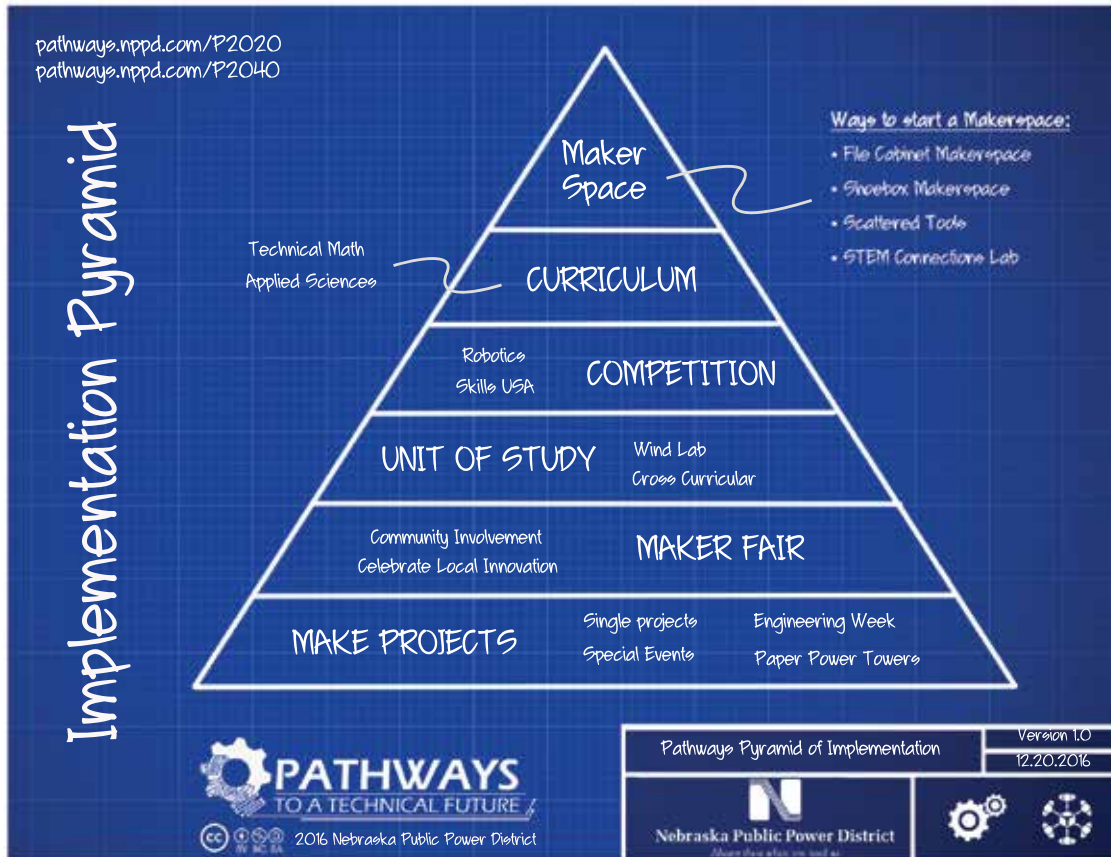 pathways.nppd.com/P2020
pathways.nppd.com/P2040
Implementation Pyramid
Maker
Space
Ways to start a Makerspace:
• File Cabinet Makerspace
• Shoebox Makerspace
• Scattered Tools
• STEM Connections Lab
Technical Math
Applied Sciences
CURRICULUM
Robotics
Skills USA
COMPETITION
UNIT OF STUDY
Wind Lab
Cross Curricular
Community Involvement
Celebrate Local Innovation
MAKER FAIR
MAKE PROJECTS
Single projects
Special Events
Engineering Week
Paper Power Towers
PATHWAYS
TO A TECHNICAL FUTURE
cc
BY NC SA
2016 Nebraska Public Power District
Pathways Pyramid of Implementation
Version 1.0
12.20.2016
N
Nebraska Public Power District